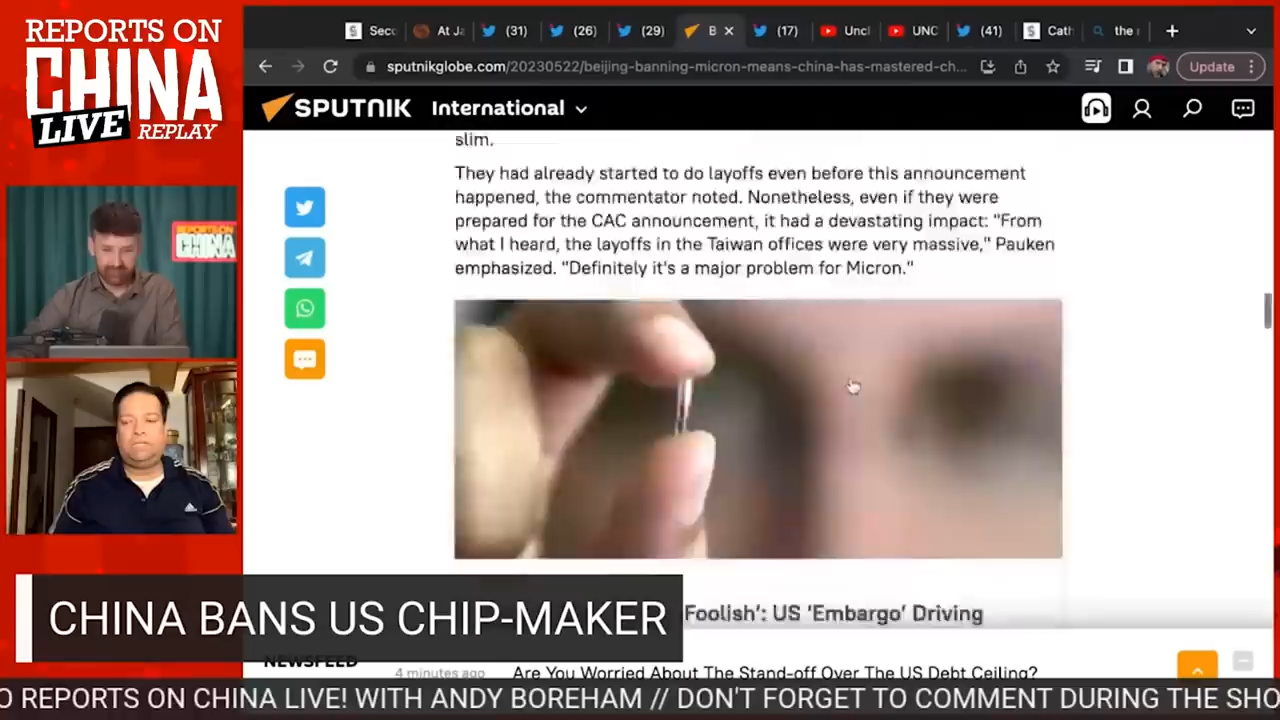 REPORTS ON
CHINA
LIVE REPLAY
REPORTS ON
CHINA
Seco
At Ja
(31)
(26)
(29)
B
(17)
Uncl
UNC
(41)
Cath
the r
sputnikglobe.com/20230522/beijing-banning-micron-means-china-has-mastered-ch...
Update
SPUTNIK International
slim.
They had already started to do layoffs even before this announcement
happened, the commentator noted. Nonetheless, even if they were
prepared for the CAC announcement, it had a devastating impact: "From
what I heard, the layoffs in the Taiwan offices were very massive," Pauken
emphasized. "Definitely it's a major problem for Micron."
Foolish': US 'Embargo' Driving
CHINA BANS US CHIP-MAKER
NEWSFEED
4 minutes ago
Are You Worried About The Stand-off Over The US Debt Ceiling?
O REPORTS ON CHINA LIVE! WITH ANDY BOREHAM // DON'T FORGET TO COMMENT DURING THE SHO